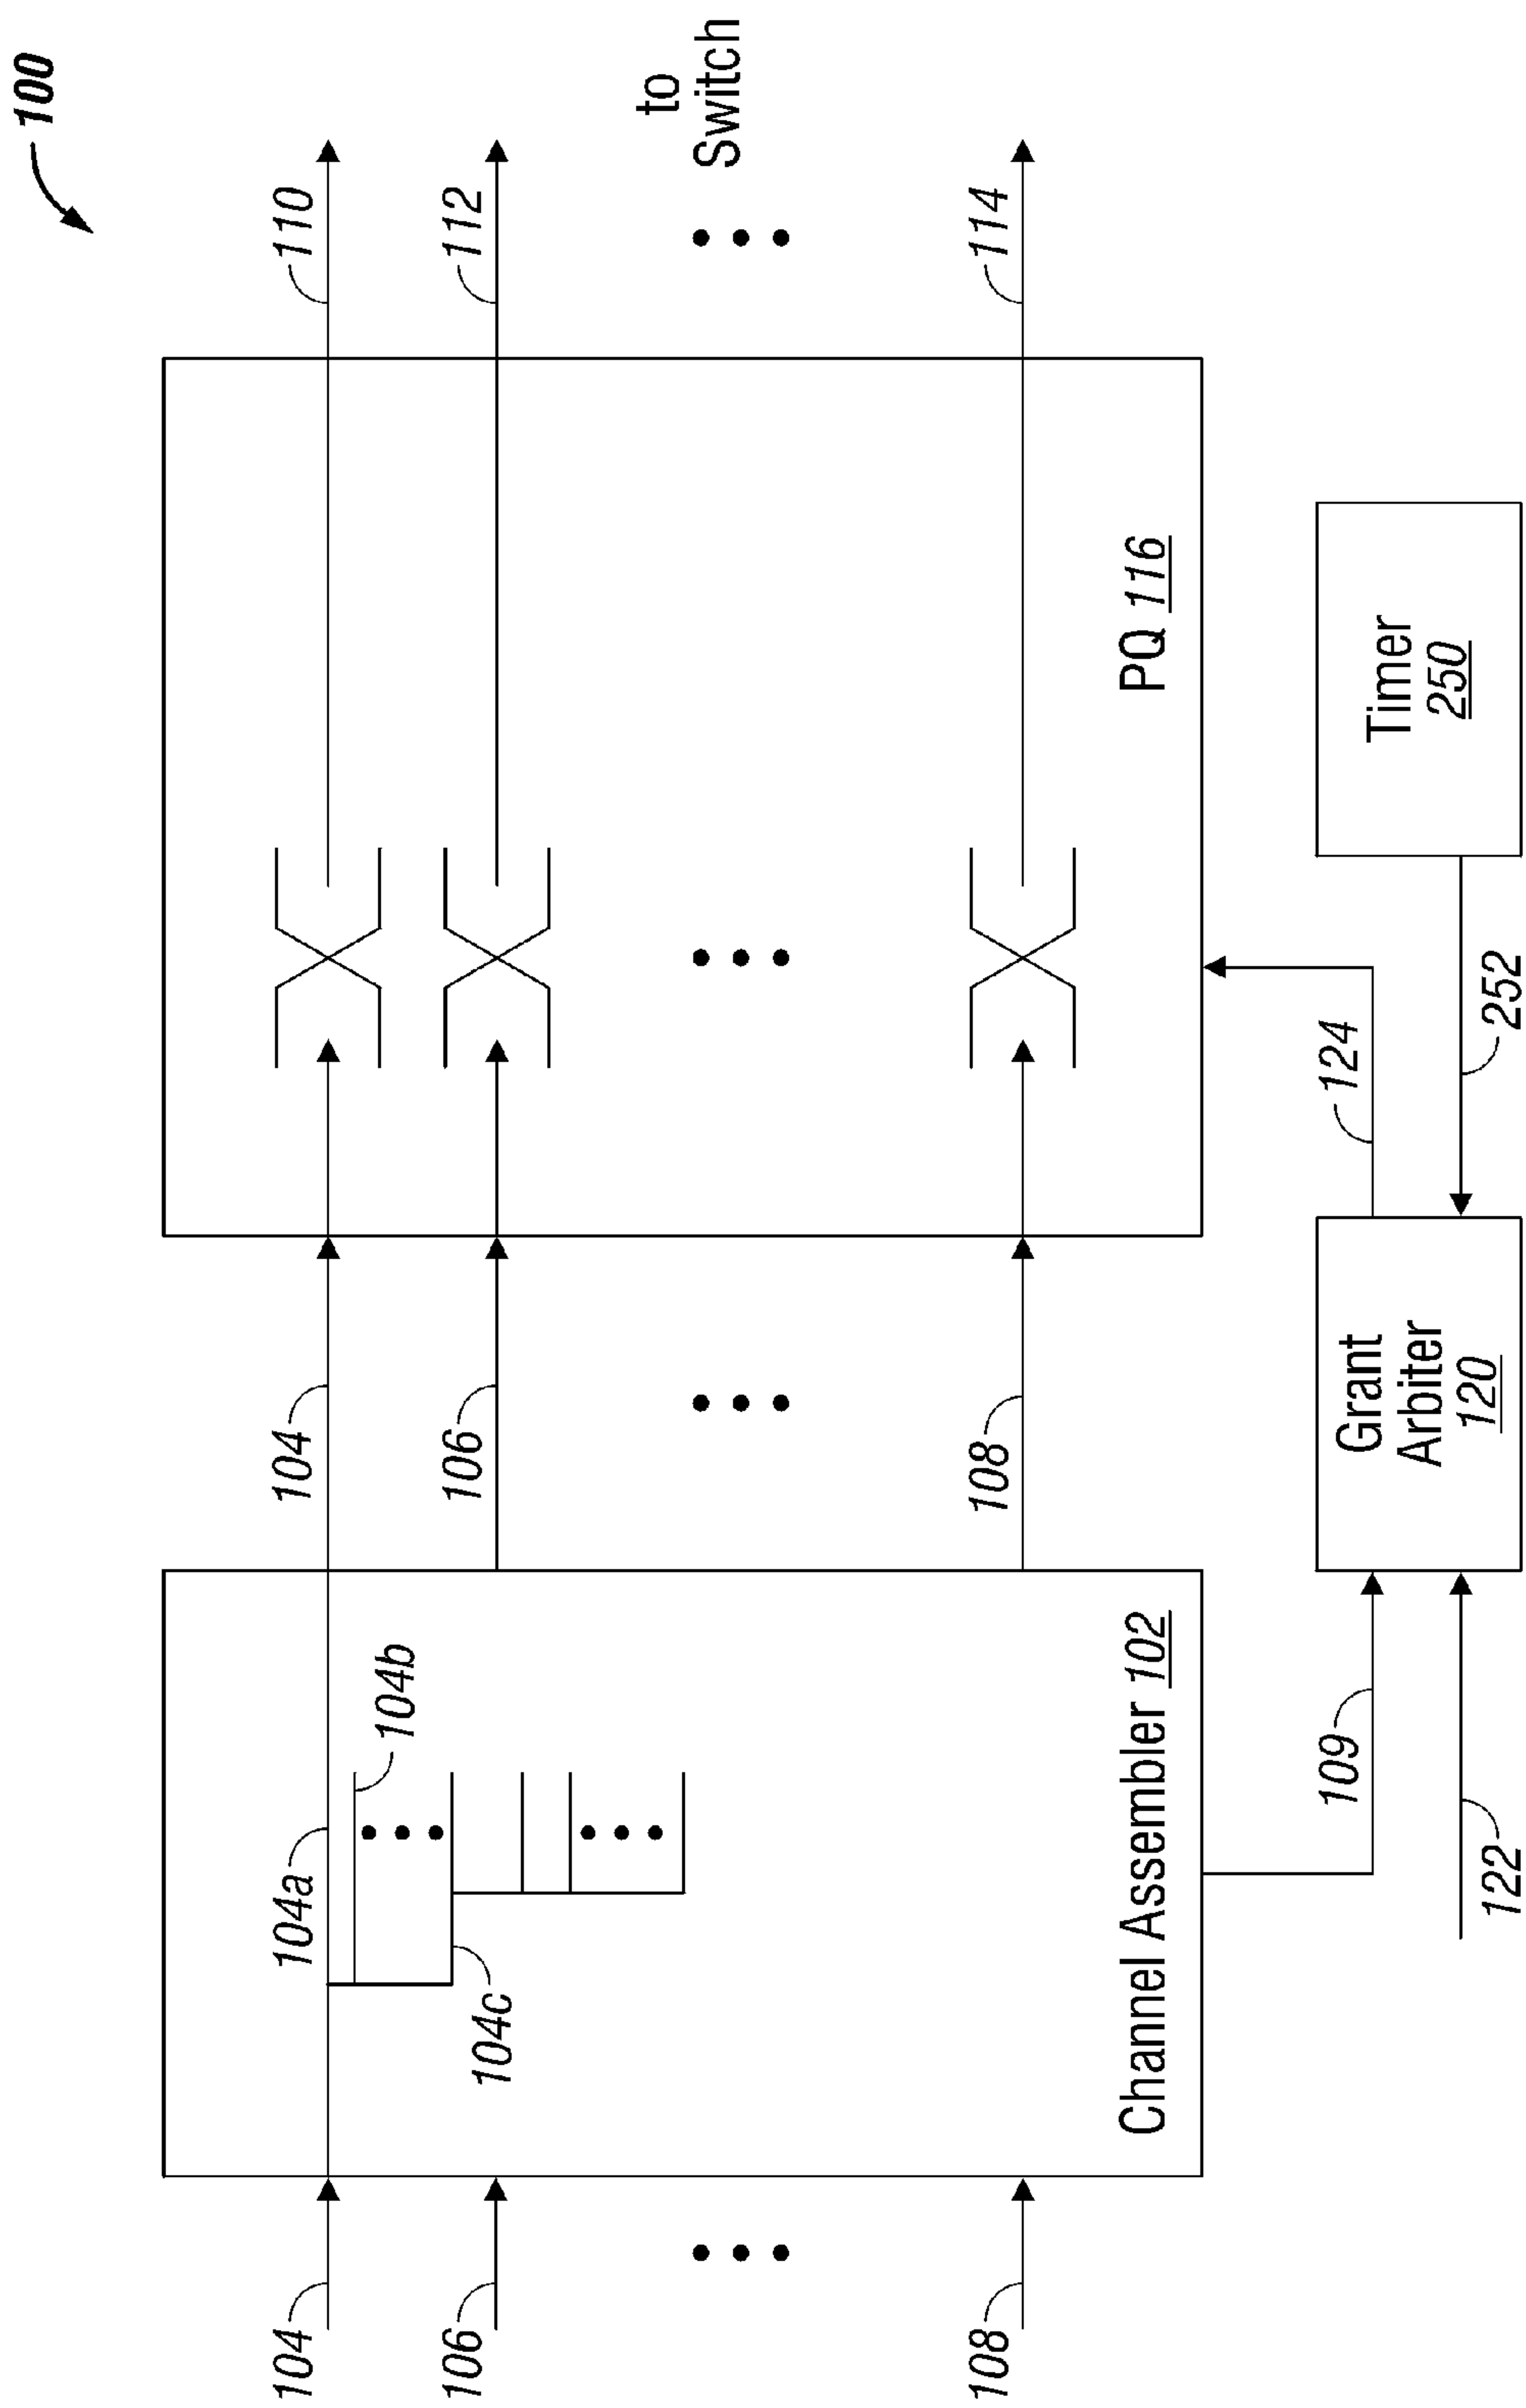 100
104
106
108
104a
104b
104c
Channel Assembler 102
104
106
108
PQ 116
110
112
114
to
Switch
109
122
Grant
Arbiter
120
124
252
Timer
250